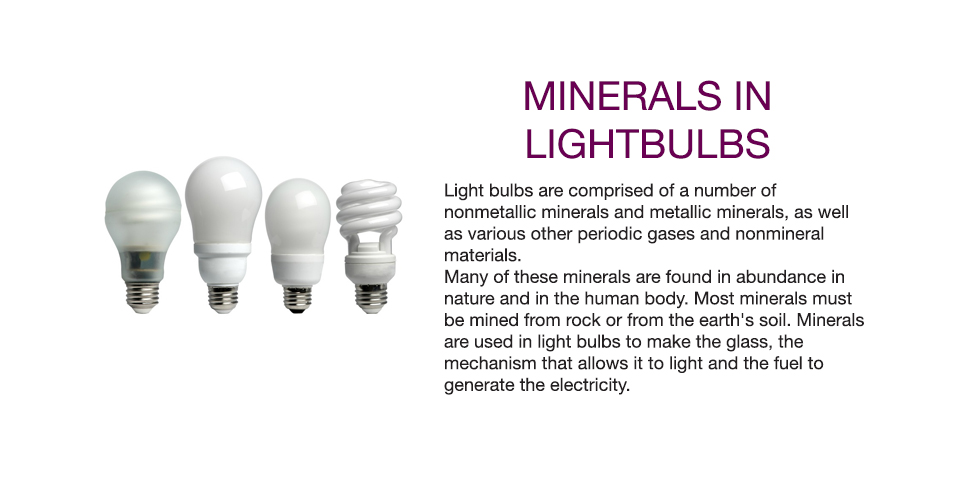 MINERALS IN
LIGHTBULBS
Light bulbs are comprised of a number of
nonmetallic minerals and metallic minerals, as well
as various other periodic gases and nonmineral
materials.
Many of these minerals are found in abundance in
nature and in the human body. Most minerals must
be mined from rock or from the earth's soil. Minerals
are used in light bulbs to make the glass, the
mechanism that allows it to light and the fuel to
generate the electricity.